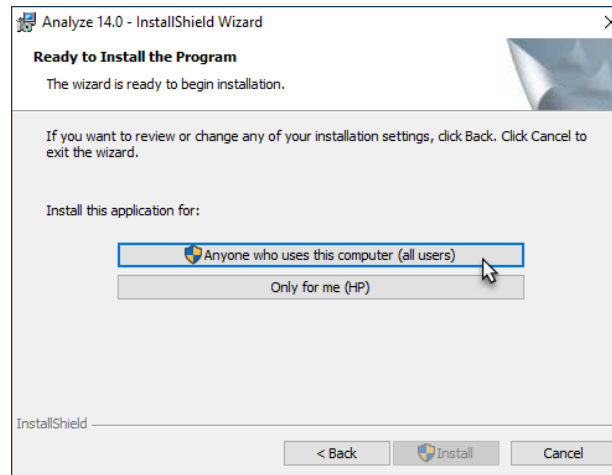 Analyze 14.0 - InstallShield Wizard
Ready to Install the Program
The wizard is ready to begin installation.
If you want to review or change any of your installation settings, click Back. Click Cancel to
exit the wizard.
Install this application for:
Anyone who uses this computer (all users)
Only for me (HP)
InstallShield
< Back
Install
Cancel